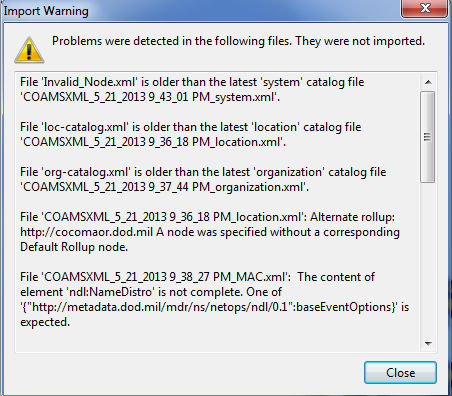 Import Warning
Problems were detected in the following files. They were not imported.
File 'Invalid_Node.xml' is older than the latest 'system' catalog file
'COAMSXML_5_21_2013 9_43_01 PM_system.xml'.
File 'loc-catalog.xml' is older than the latest 'location' catalog file
'COAMSXML_5_21_2013 9_36_18 PM_location.xml'.
File 'org-catalog.xml' is older than the latest 'organization' catalog file
'COAMSXML_5_21_2013 9_37_44 PM_organization.xml'.
File 'COAMSXML_5_21_2013 9_36_18 PM_location.xml': Alternate rollup:
http://cocomaor.dod.mil A node was specified without a corresponding
Default Rollup node.
File 'COAMSXML_5_21_2013 9_38_27 PM_MAC.xml':  The content of
element 'ndl:NameDistro' is not complete. One of
'{"http://metadata.dod.mil/mdr/ns/netops/ndl/0.1":baseEventOptions}' is
expected.
Close